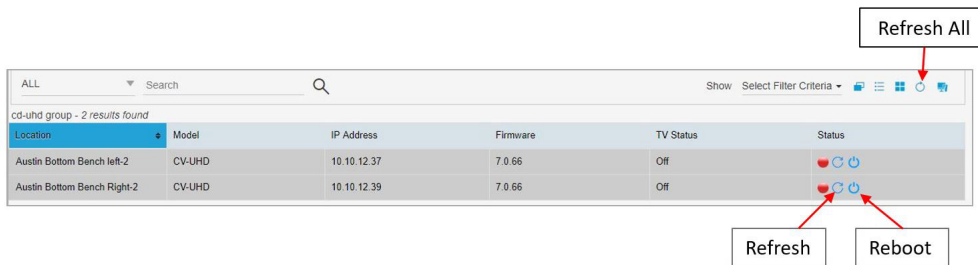 Refresh All
ALL Search Show Select Filter Criteria
cd-uhd group - 2 results found
Location Model IP Address Firmware TV Status Status
Austin Bottom Bench left-2 CV-UHD 10.10.12.37 7.0.66 Off
Austin Bottom Bench Right-2 CV-UHD 10.10.12.39 7.0.66 Off
Refresh Reboot